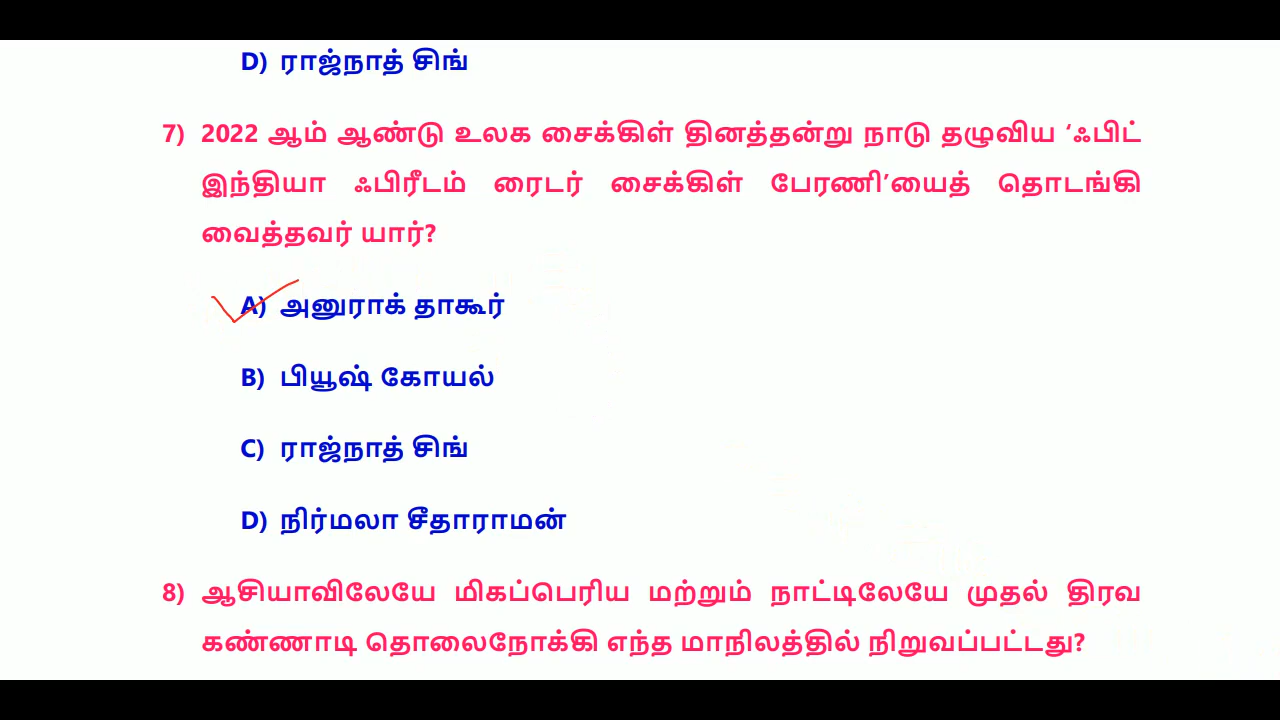 D) ராஜ்நாத் சிங்
7) 2022 ஆம் ஆண்டு உலக சைக்கிள் தினத்தன்று நாடு தழுவிய ‘ஃபிட்
இந்தியா ஃபிரீடம் ரைடர் சைக்கிள் பேரணி’யைத் தொடங்கி
வைத்தவர் யார்?
A) அனுராக் தாகூர்
B) பியூஷ் கோயல்
C) ராஜ்நாத் சிங்
D) நிர்மலா சீதாராமன்
8) ஆசியாவிலேயே மிகப்பெரிய மற்றும் நாட்டிலேயே முதல் திரவ
கண்ணாடி தொலைநோக்கி எந்த மாநிலத்தில் நிறுவப்பட்டது?